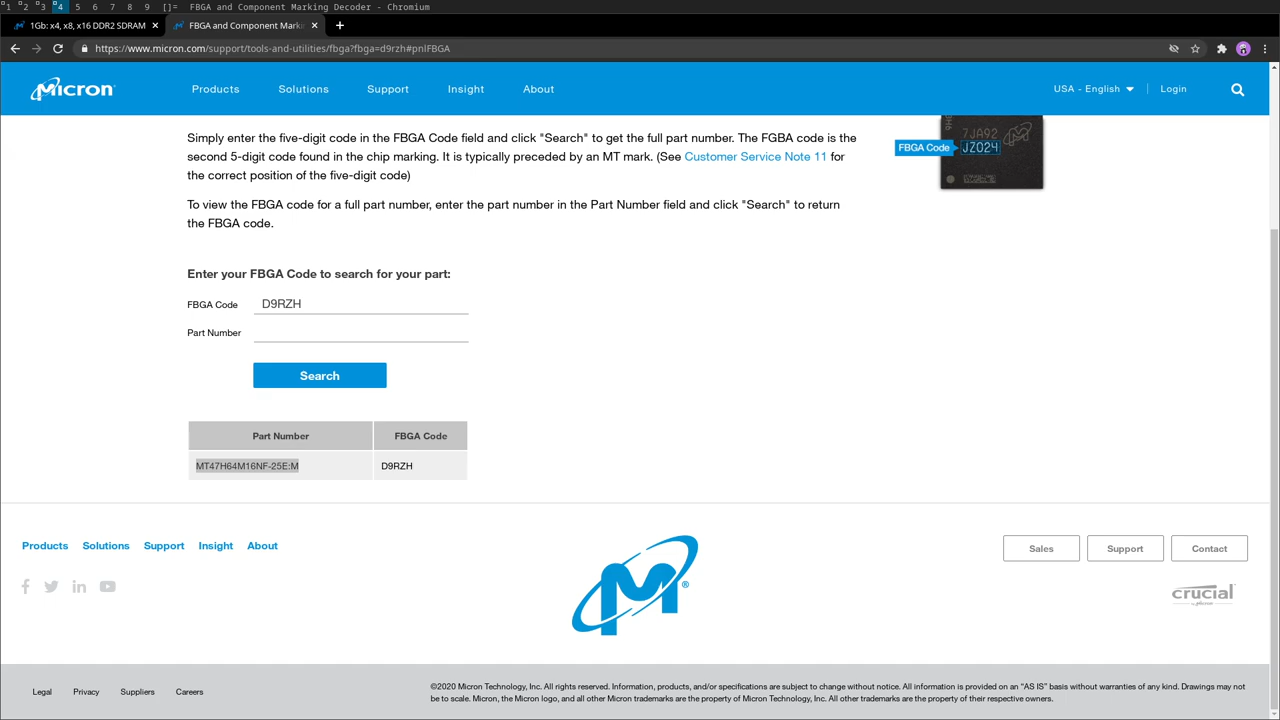 1 2 3 4 5 6 7 8 9 []= FBGA and Component Marking Decoder - Chromium
1Gb: x4, x8, x16 DDR2 SDRAM FBGA and Component Marki
https://www.micron.com/support/tools-and-utilities/fbga?fbga=d9rzh#pnlFBGA
Micron Products Solutions Support Insight About USA - English Login
Simply enter the five-digit code in the FBGA Code field and click "Search" to get the full part number. The FGBA code is the
second 5-digit code found in the chip marking. It is typically preceded by an MT mark. (See Customer Service Note 11 for
the correct position of the five-digit code)
7JA92
FBGA Code JZ024
To view the FBGA code for a full part number, enter the part number in the Part Number field and click "Search" to return
the FBGA code.
Enter your FBGA Code to search for your part:
FBGA Code D9RZH
Part Number
Search
Part Number FBGA Code
MT47H64M16NF-25E:M D9RZH
Products Solutions Support Insight About
Sales Support Contact
crucial
by Micron
Legal Privacy Suppliers Careers
©2020 Micron Technology, Inc. All rights reserved. Information, products, and/or specifications are subject to change without notice. All information is provided on an "AS IS" basis without warranties of any kind. Drawings may not
be to scale. Micron, the Micron logo, and all other Micron trademarks are the property of Micron Technology, Inc. All other trademarks are the property of their respective owners.